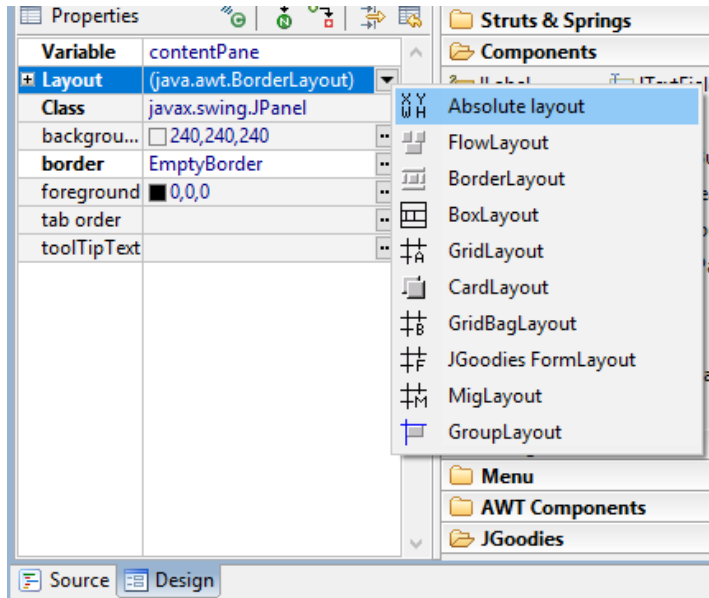 Properties
Variable contentPane
Layout (java.awt.BorderLayout)
Class javax.swing.JPanel
backgrou... 240,240,240
border EmptyBorder
foreground 0,0,0
tab order
toolTipText
Struts & Springs
Components
Absolute layout
FlowLayout
BorderLayout
BoxLayout
GridLayout
CardLayout
GridBagLayout
JGoodies FormLayout
MigLayout
GroupLayout
Menu
AWT Components
JGoodies
Source Design